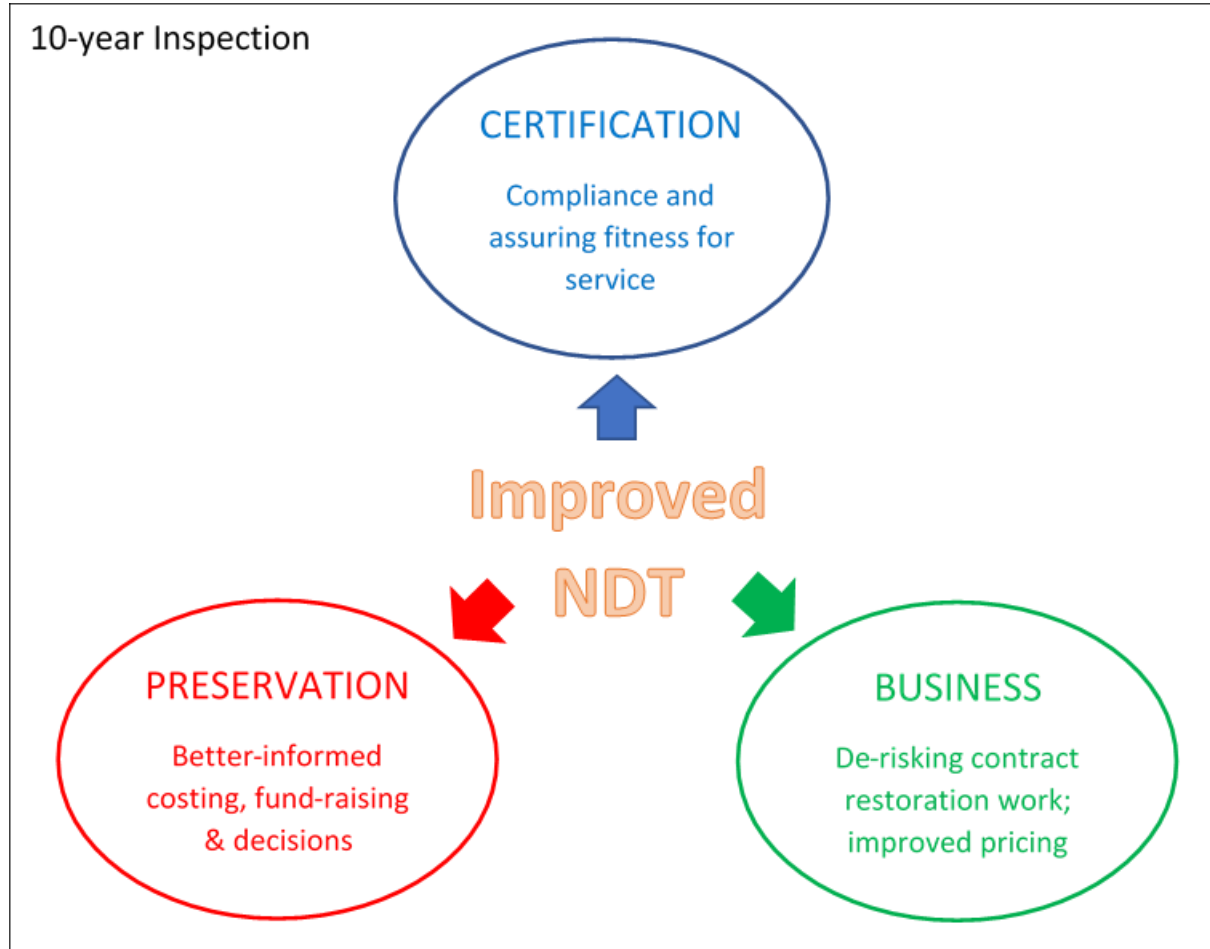 10-year Inspection
CERTIFICATION
Compliance and
assuring fitness for
service
Improved
NDT
PRESERVATION
Better-informed
costing, fund-raising
& decisions
BUSINESS
De-risking contract
restoration work;
improved pricing